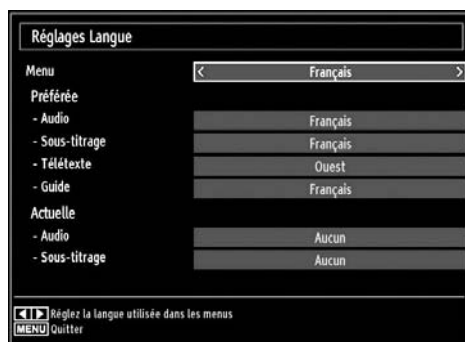 Réglages Langue
Menu < Français >
Préférée
- Audio Français
- Sous-titrage Français
- Télétexte Ouest
- Guide Français
Actuelle
- Audio Aucun
- Sous-titrage Aucun
Réglez la langue utilisée dans les menus
MENU Quitter